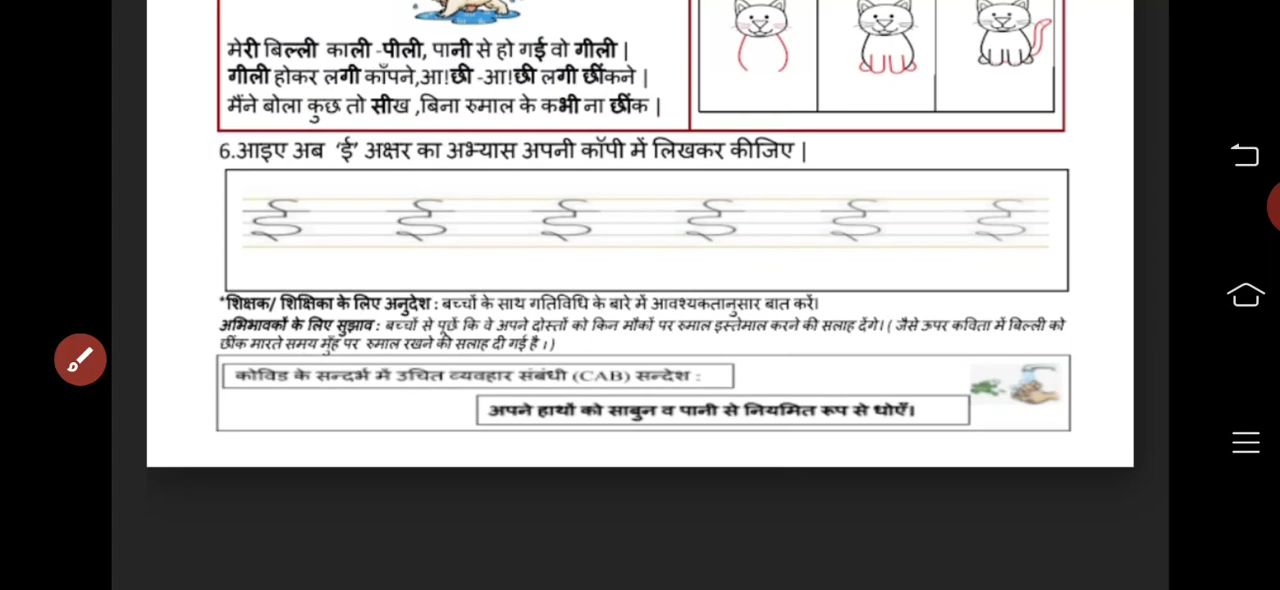 मेरी बिल्ली काली -पीली, पानी से हो गई वो गीली |
गीली होकर लगी काँपने,आ!छी -आ!छी लगी छींकने |
मैंने बोला कुछ तो सीख ,बिना रुमाल के कभी ना छींक |
6.आइए अब ‘ई’ अक्षर का अभ्यास अपनी कॉपी में लिखकर कीजिए |
ई ई ई ई ई ई
*शिक्षक/ शिक्षिका के लिए अनुदेश : बच्चों के साथ गतिविधि के बारे में आवश्यकतानुसार बात करें।
अभिभावकों के लिए सुझाव : बच्चों से पूछें कि वे अपने दोस्तों को किन मौकों पर रुमाल इस्तेमाल करने की सलाह देंगे। ( जैसे ऊपर कविता में बिल्ली को
छींक मारते समय मुँह पर रुमाल रखने की सलाह दी गई है । )
कोविड के सन्दर्भ में उचित व्यवहार संबंधी (CAB) सन्देश :
अपने हाथों को साबुन व पानी से नियमित रूप से धोएँ।